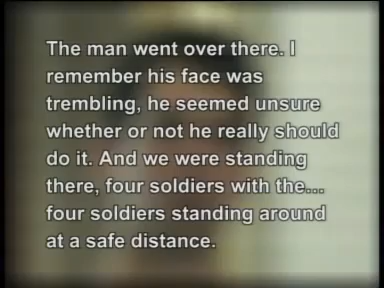 The man went over there. I
remember his face was
trembling, he seemed unsure
whether or not he really should
do it. And we were standing
there, four soldiers with the...
four soldiers standing around
at a safe distance.